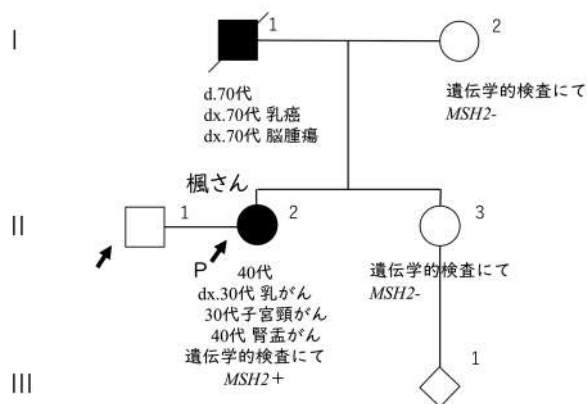 I
1
2
d.70代
dx.70代 乳癌
dx.70代 脳腫瘍
遺伝学的検査にて
MSH2-
楓さん
II
1
2
3
P
40代
dx.30代 乳がん
30代子宮頸がん
40代 腎盂がん
遺伝学的検査にて
MSH2+
遺伝学的検査にて
MSH2-
III
1